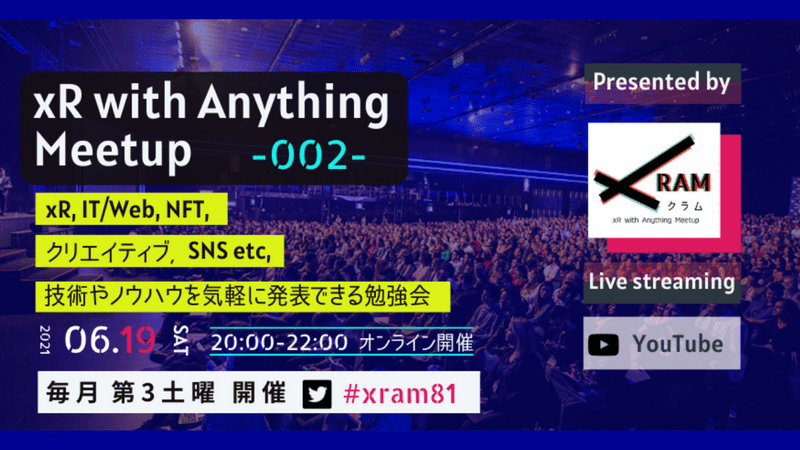 xR with Anything
Meetup -002-
xR, IT/Web, NFT,
クリエイティブ, SNS etc,
技術やノウハウを気軽に発表できる勉強会
2021 06.19 SAT 20:00-22:00 オンライン開催
毎月 第3土曜 開催 #xram81
Presented by
XRAM
クラム
xR with Anything Meetup
Live streaming
YouTube